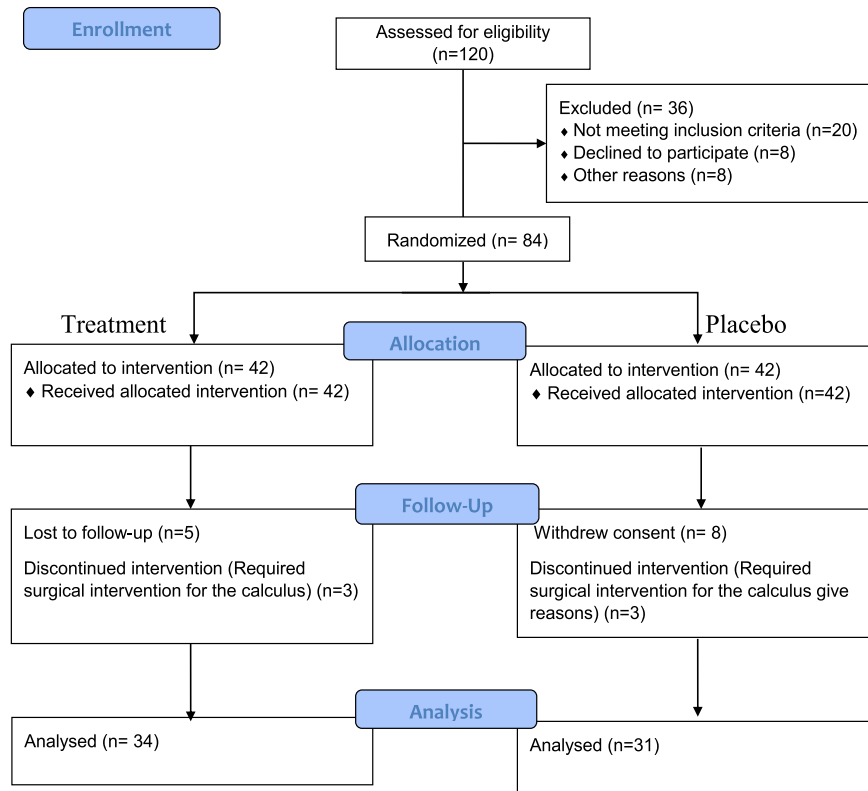 Enrollment
Assessed for eligibility
(n=120)
Excluded (n= 36)
♦ Not meeting inclusion criteria (n=20)
♦ Declined to participate (n=8)
♦ Other reasons (n=8)
Randomized (n= 84)
Treatment
Placebo
Allocation
Allocated to intervention (n= 42)
♦ Received allocated intervention (n= 42)
Allocated to intervention (n= 42)
♦ Received allocated intervention (n=42)
Follow-Up
Lost to follow-up (n=5)
Discontinued intervention (Required
surgical intervention for the calculus) (n=3)
Withdrew consent (n= 8)
Discontinued intervention (Required
surgical intervention for the calculus give
reasons) (n=3)
Analysis
Analysed (n= 34)
Analysed (n=31)